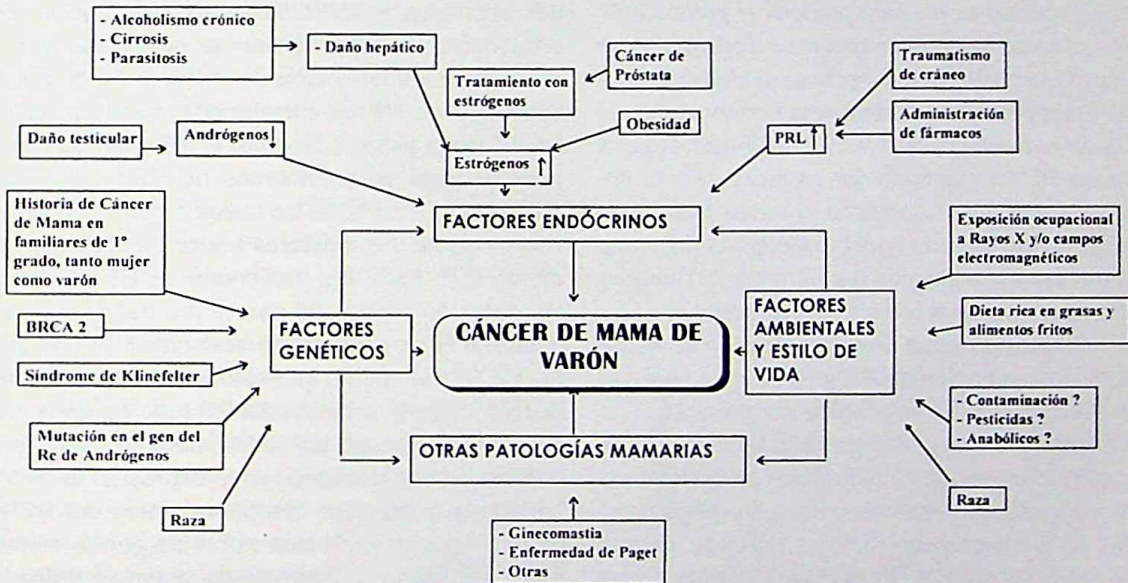 - Alcoholismo crónico
- Cirrosis
- Parasitosis
- Daño hepático
Tratamiento con
estrógenos
Cáncer de
Próstata
Traumatismo
de cráneo
Daño testicular
Andrógenos↓
Estrógenos ↑
Obesidad
PRL↑
Administración
de fármacos
Historia de Cáncer
de Mama en
familiares de 1º
grado, tanto mujer
como varón
FACTORES ENDÓCRINOS
Exposición ocupacional
a Rayos X y/o campos
electromagnéticos
BRCA 2
Síndrome de Klinefelter
FACTORES
GENÉTICOS
CÁNCER DE MAMA DE
VARÓN
FACTORES
AMBIENTALES
Y ESTILO DE
VIDA
Dieta rica en grasas y
alimentos fritos
Mutación en el gen del
Rc de Andrógenos
Raza
OTRAS PATOLOGÍAS MAMARIAS
- Contaminación ?
- Pesticidas ?
- Anabólicos ?
Raza
- Ginecomastia
- Enfermedad de Paget
- Otras